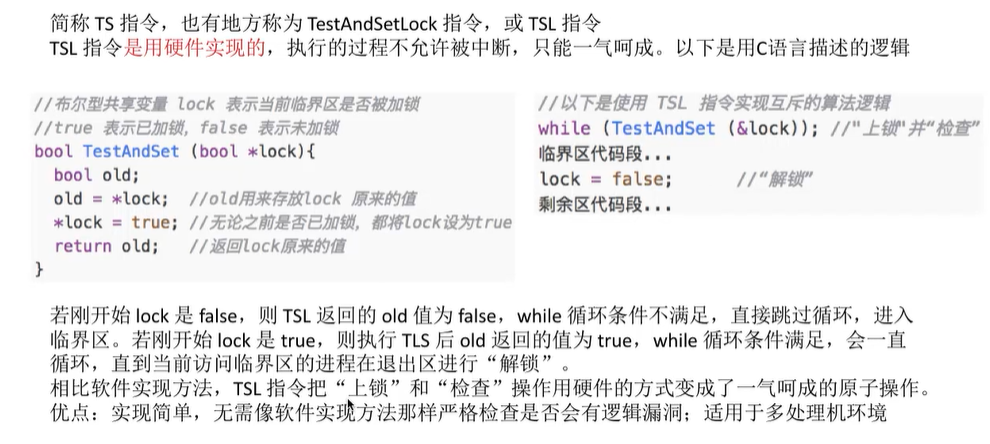 简称 TS 指令，也有地方称为 TestAndSetLock 指令，或 TSL 指令
TSL 指令是用硬件实现的，执行的过程不允许被中断，只能一气呵成。以下是用C语言描述的逻辑
//布尔型共享变量 lock 表示当前临界区是否被加锁
//true 表示已加锁，false 表示未加锁
bool TestAndSet (bool *lock){
bool old;
old = *lock; //old用来存放lock 原来的值
*lock = true; //无论之前是否已加锁，都将lock设为true
return old; //返回lock原来的值
}
//以下是使用 TSL 指令实现互斥的算法逻辑
while (TestAndSet (&lock)); //"上锁"并“检查”
临界区代码段...
lock = false; //“解锁”
剩余区代码段...
若刚开始 lock 是 false，则 TSL 返回的 old 值为 false，while 循环条件不满足，直接跳过循环，进入
临界区。若刚开始 lock 是 true，则执行 TLS 后 old 返回的值为 true，while 循环条件满足，会一直
循环，直到当前访问临界区的进程在退出区进行“解锁”。
相比软件实现方法，TSL 指令把“上锁”和“检查”操作用硬件的方式变成了一气呵成的原子操作。
优点：实现简单，无需像软件实现方法那样严格检查是否会有逻辑漏洞；适用于多处理机环境